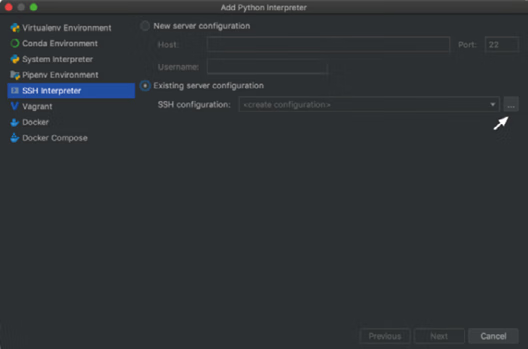 Add Python Interpreter
Virtualenv Environment
Conda Environment
System Interpreter
Pipenv Environment
SSH Interpreter
Vagrant
Docker
Docker Compose
New server configuration
Host:
Port: 22
Username:
Existing server configuration
SSH configuration: <create configuration> ...
Previous Next Cancel